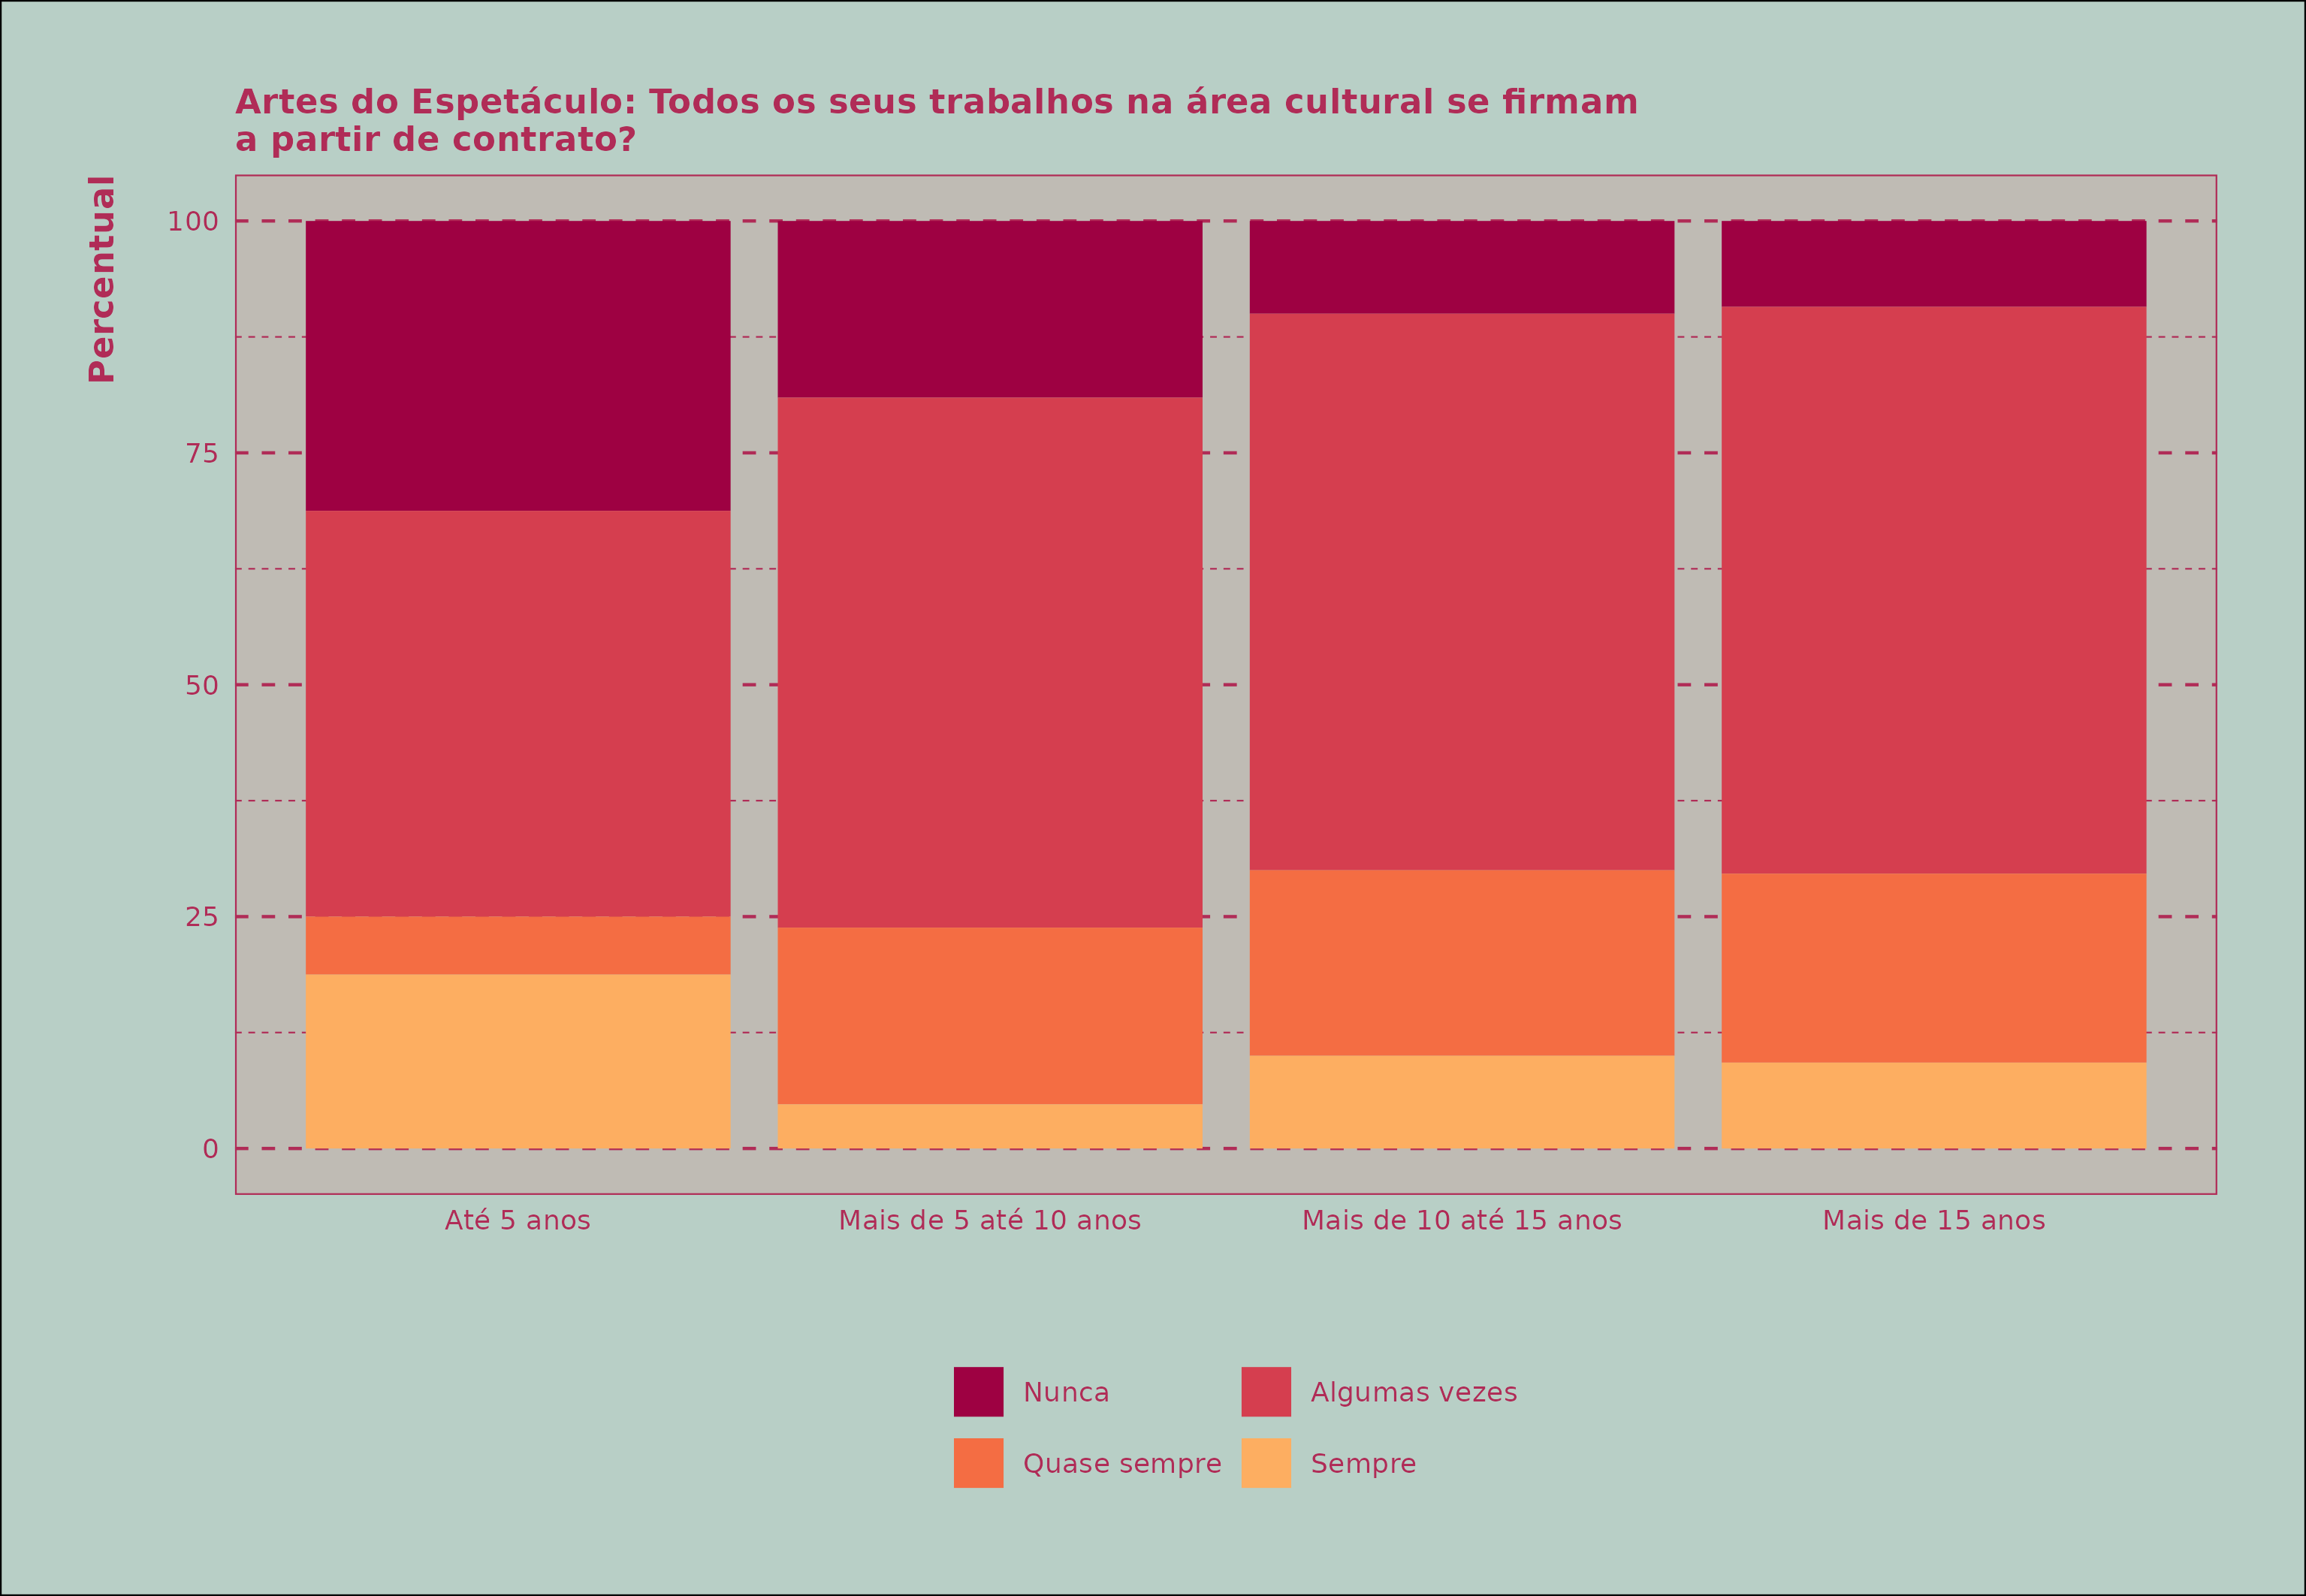 Artes do Espetáculo: Todos os seus trabalhos na área cultural se firmam
a partir de contrato?
Percentual
100
75
50
25
0
Até 5 anos
Mais de 5 até 10 anos
Mais de 10 até 15 anos
Mais de 15 anos
Nunca
Algumas vezes
Quase sempre
Sempre